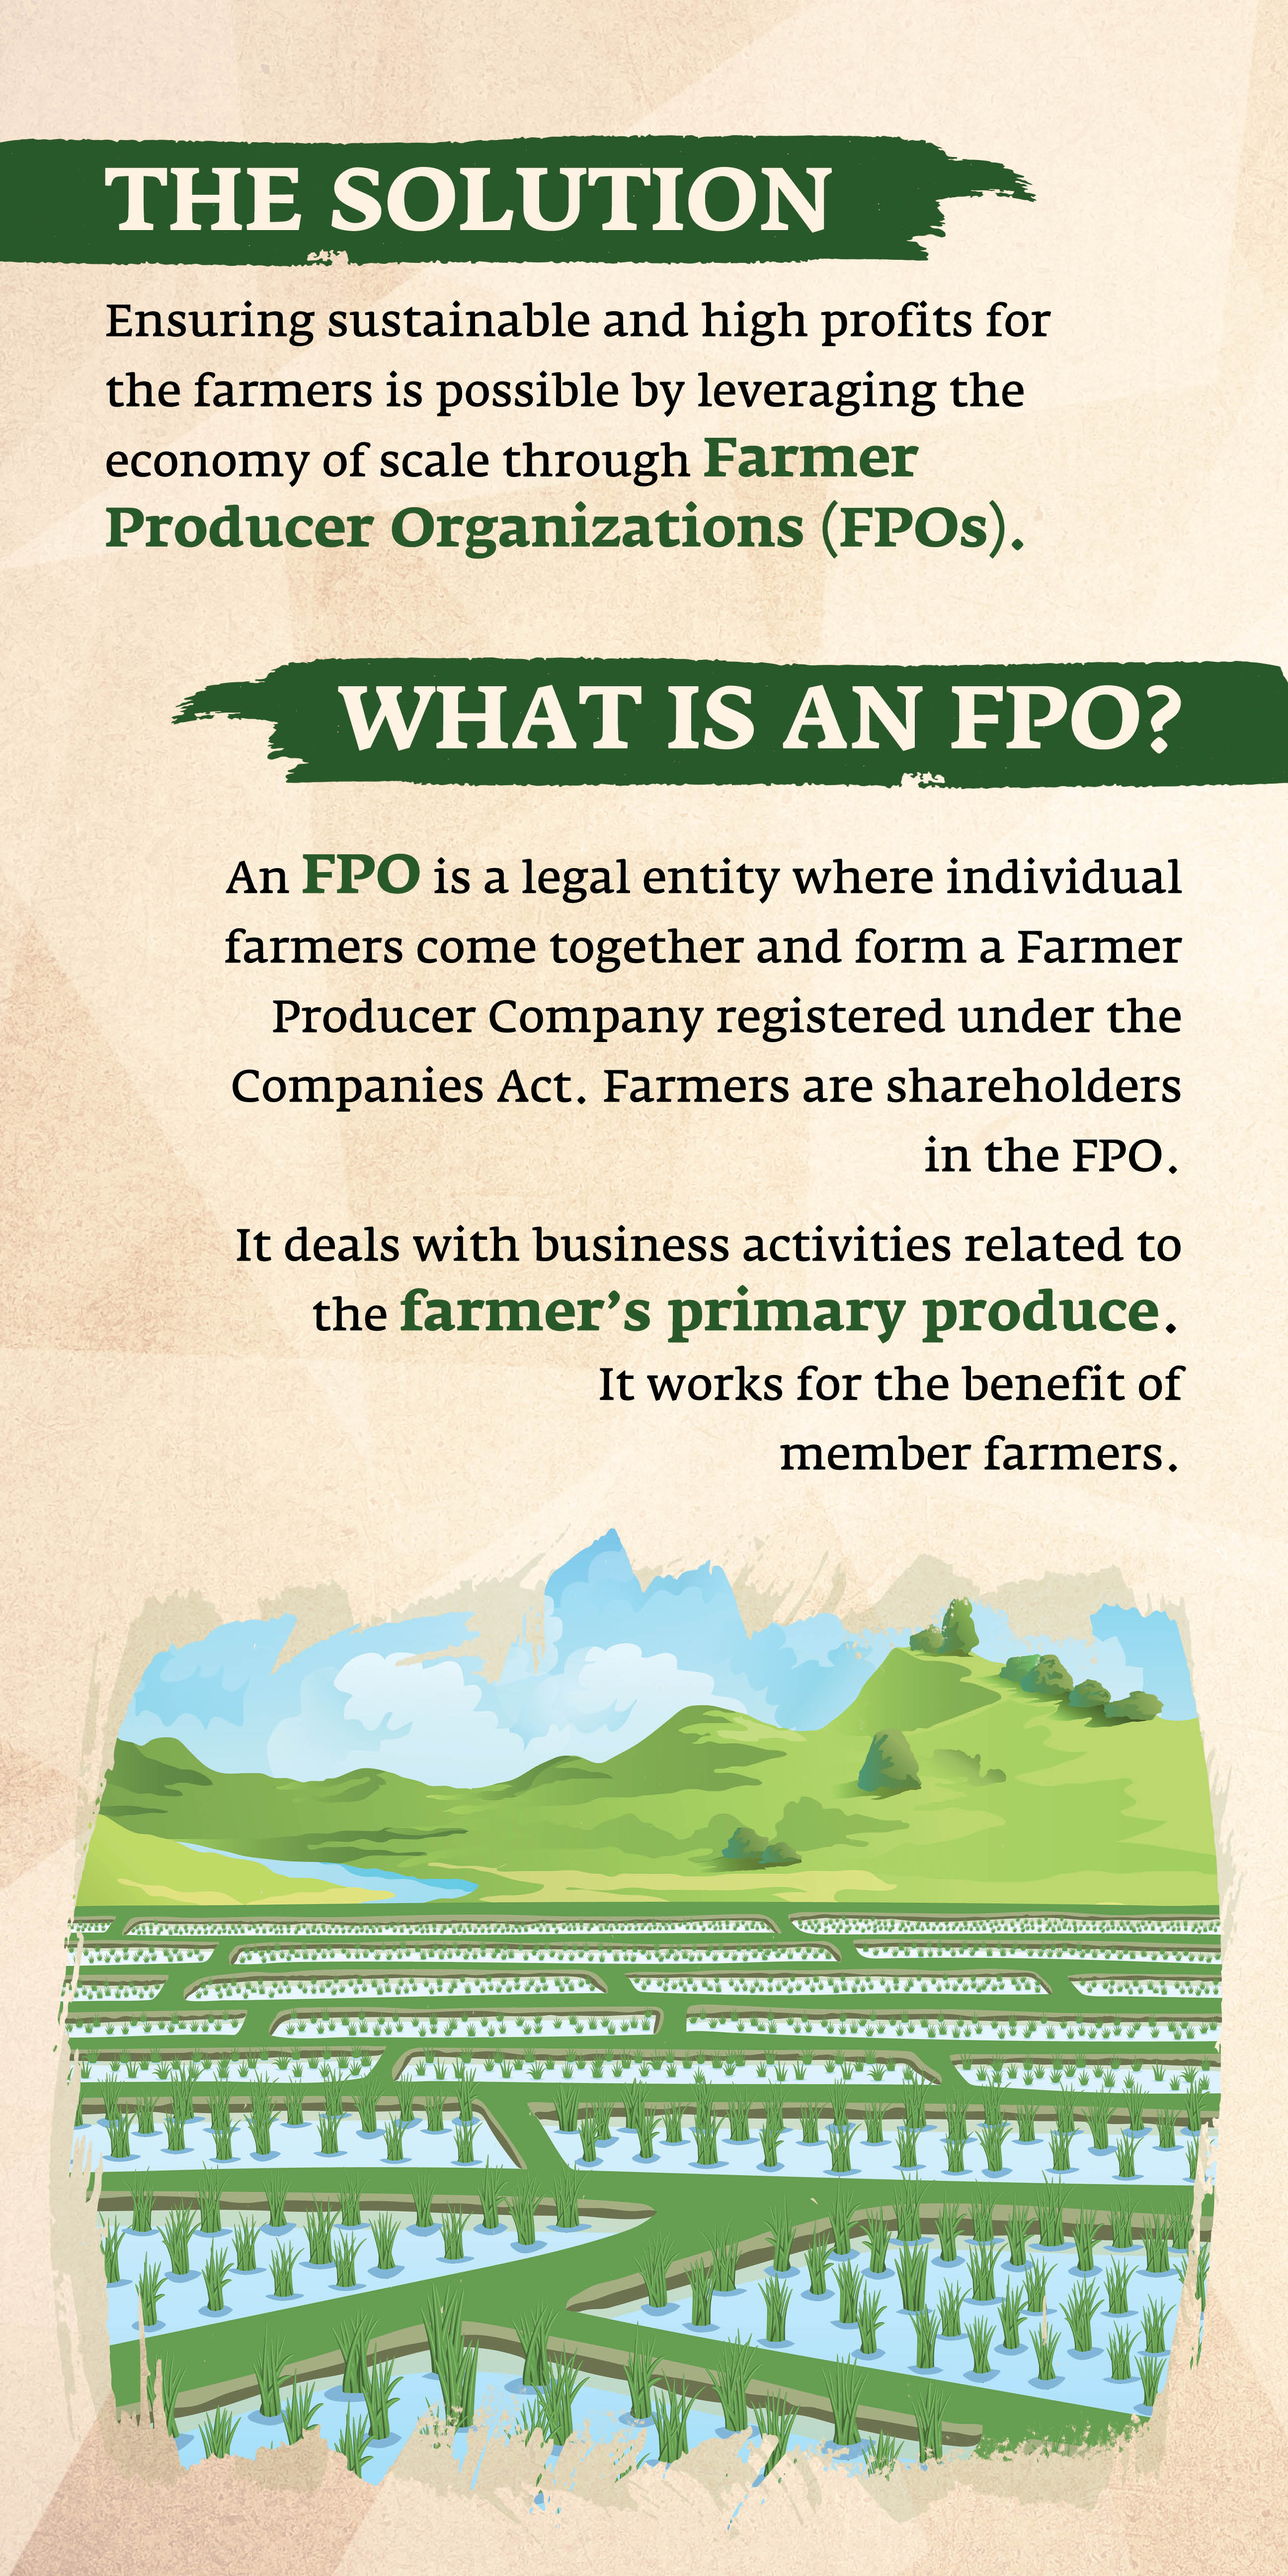 THE SOLUTION
Ensuring sustainable and high profits for
the farmers is possible by leveraging the
economy of scale through Farmer
Producer Organizations (FPOs).
WHAT IS AN FPO?
An FPO is a legal entity where individual
farmers come together and form a Farmer
Producer Company registered under the
Companies Act. Farmers are shareholders
in the FPO.
It deals with business activities related to
the farmer’s primary produce.
It works for the benefit of
member farmers.